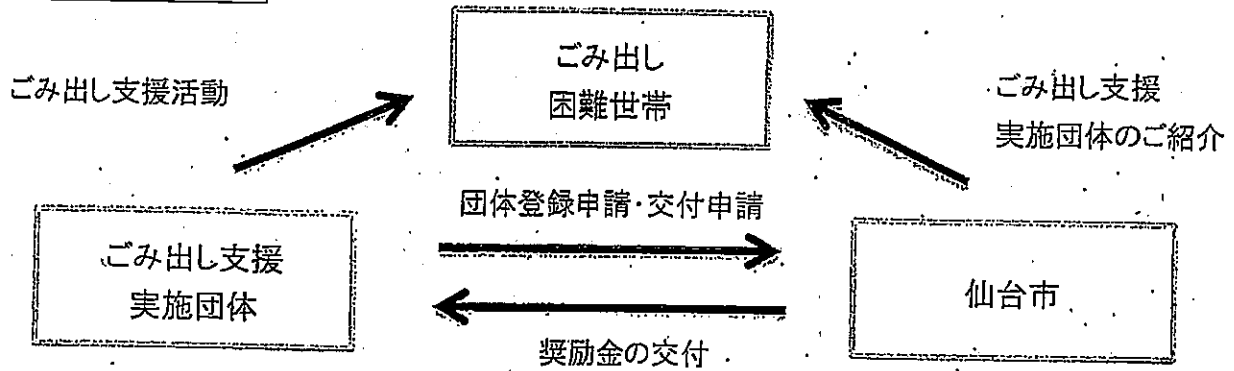 ごみ出し
困難世帯
ごみ出し支援活動
ごみ出し支援
実施団体のご紹介
団体登録申請・交付申請
ごみ出し支援
実施団体
仙台市
奨励金の交付